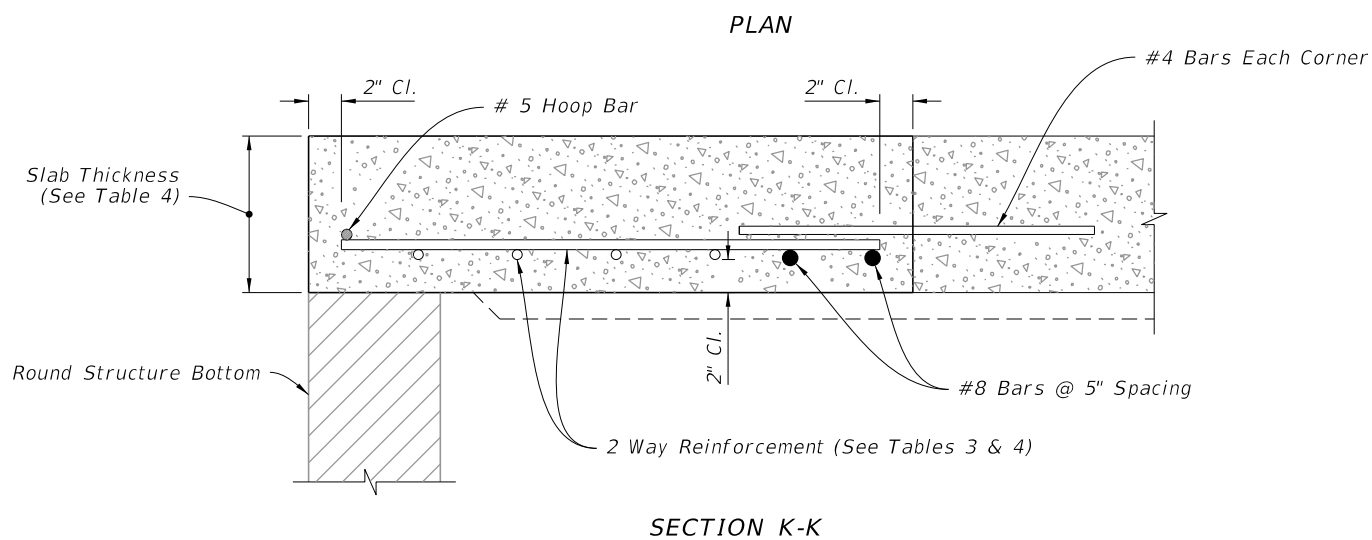 PLAN
#4 Bars Each Corner
2" Cl.
2" Cl.
# 5 Hoop Bar
Slab Thickness
(See Table 4)
Round Structure Bottom
2" Cl.
#8 Bars @ 5" Spacing
2 Way Reinforcement (See Tables 3 & 4)
SECTION K-K